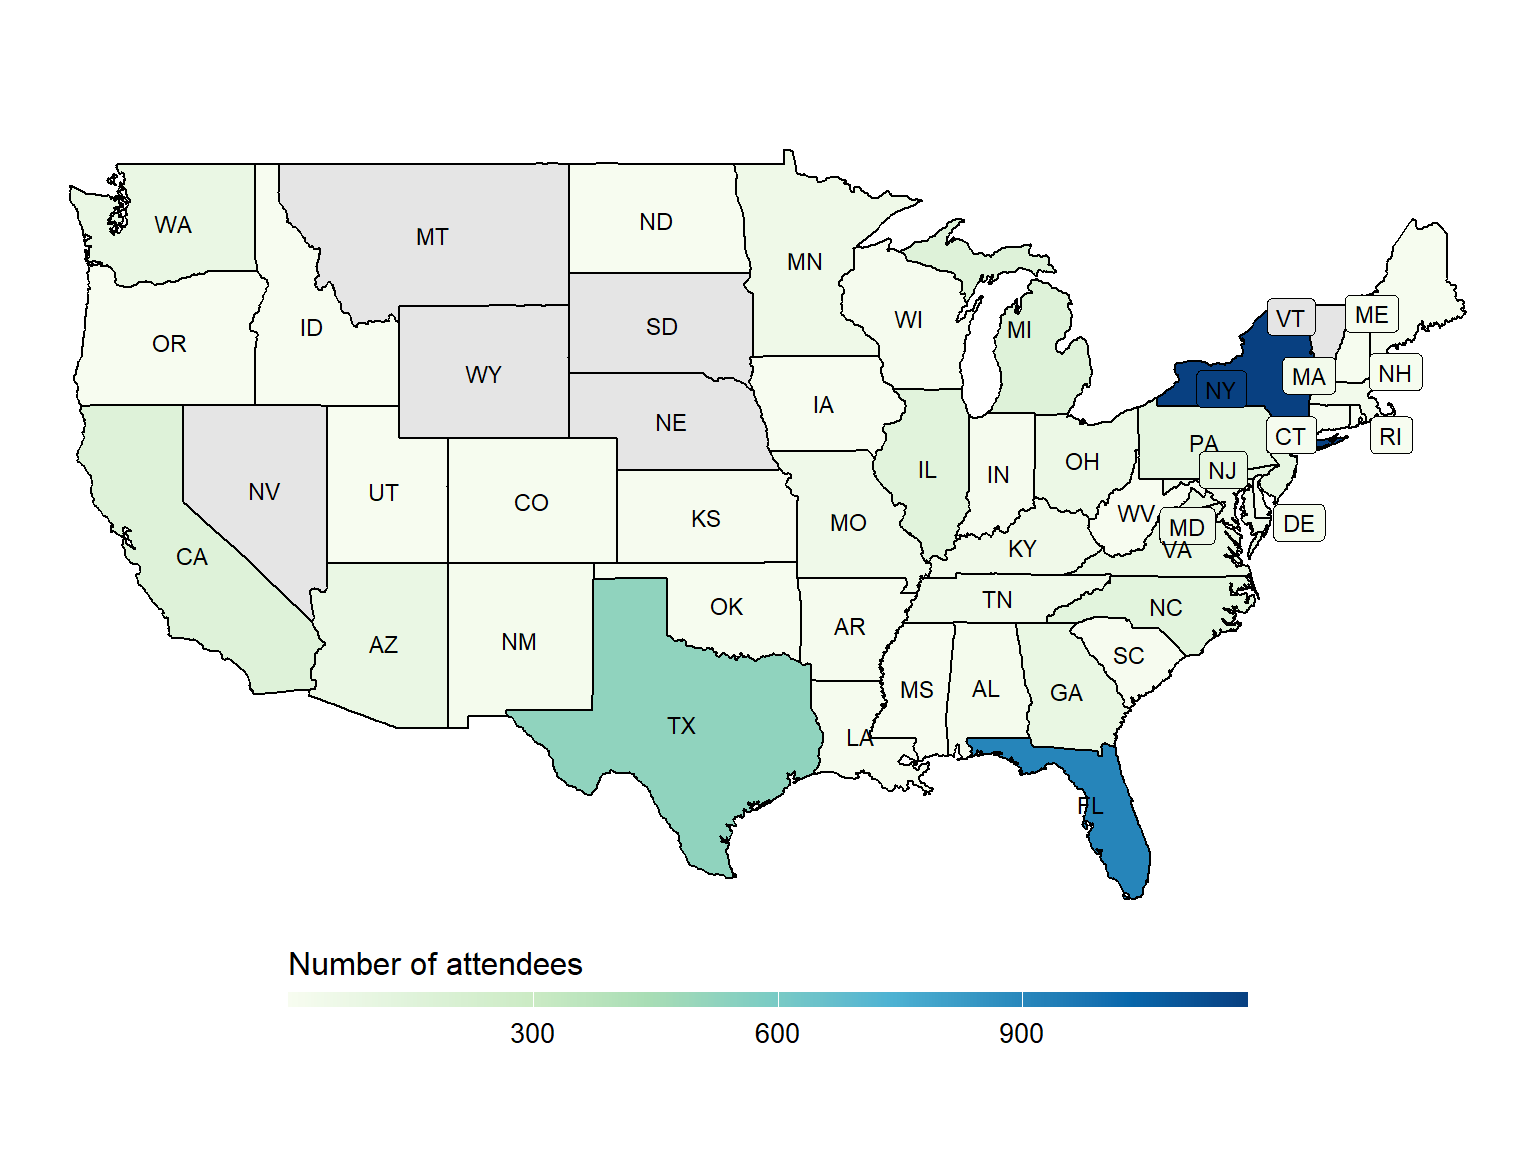 WA
MT
ND
MN
OR
ID
SD
WI
MI
VT
ME
WY
NE
IA
NY
MA
NH
NV
UT
CO
KS
MO
IL
IN
OH
PA
NJ
CT
RI
CA
WV
MD
DE
KY
VA
AZ
NM
OK
AR
TN
NC
TX
LA
MS
AL
GA
SC
FL
Number of attendees
300 600 900